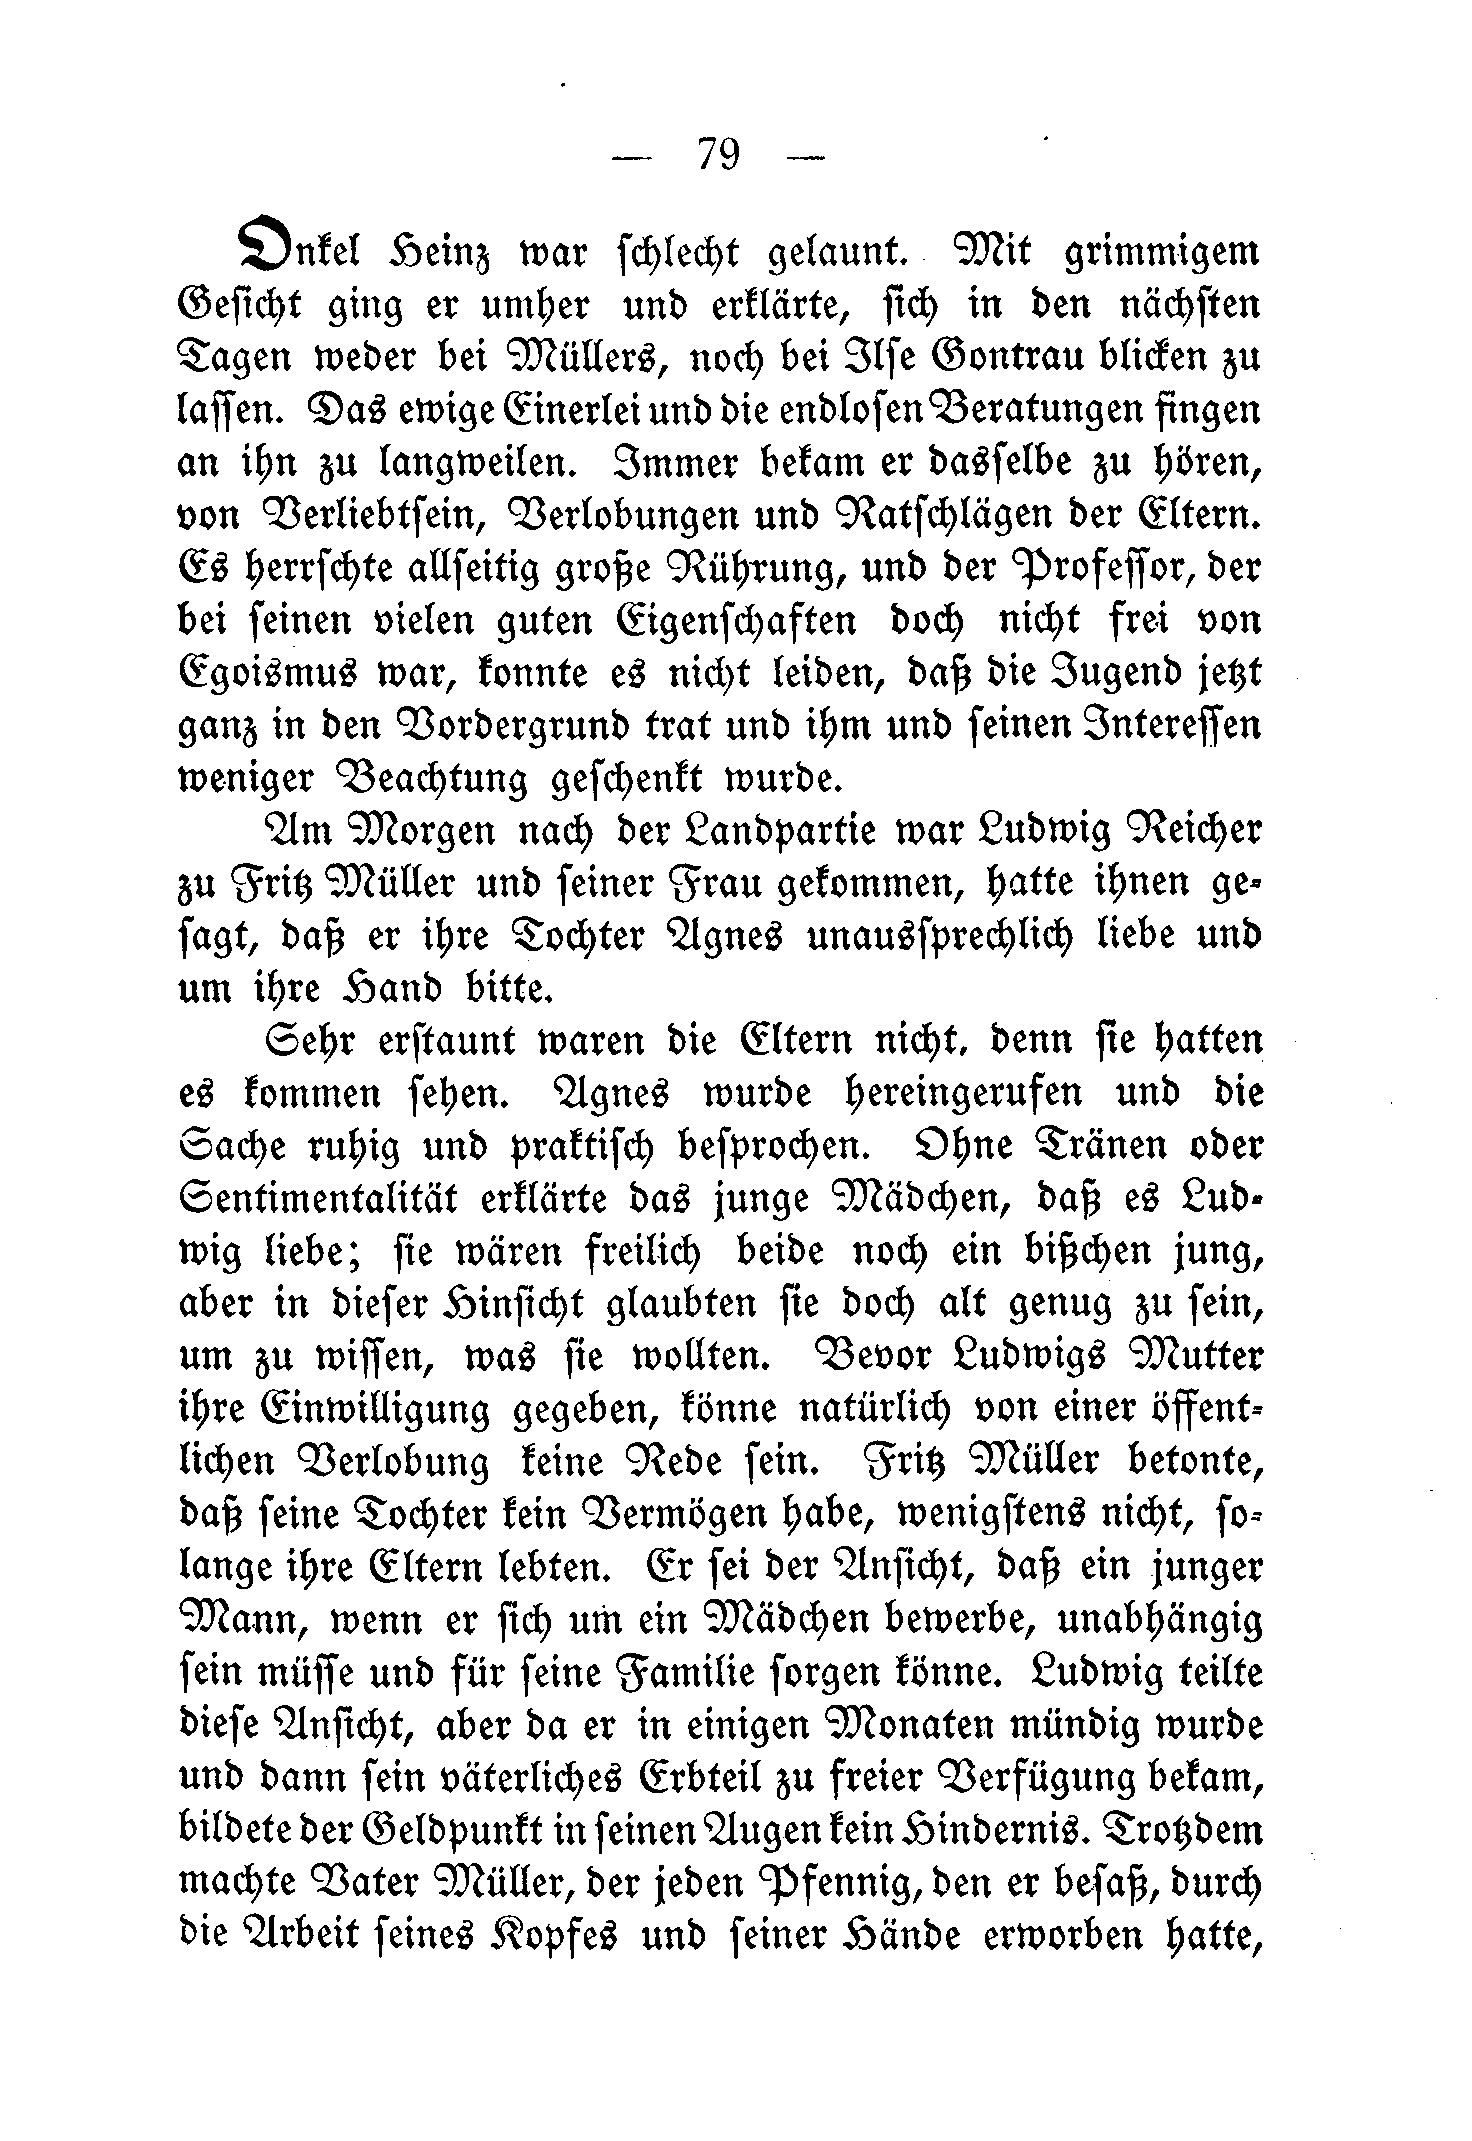 — 79 —
Onkel Heinz war schlecht gelaunt. Mit grimmigem
Gesicht ging er umher und erklärte, sich in den nächsten
Tagen weder bei Müllers, noch bei Ilse Gontrau blicken zu
lassen. Das ewige Einerlei und die endlosen Beratungen fingen
an ihn zu langweilen. Immer bekam er dasselbe zu hören,
von Verliebtsein, Verlobungen und Ratschlägen der Eltern.
Es herrschte allseitig große Rührung, und der Professor, der
bei seinen vielen guten Eigenschaften doch nicht frei von
Egoismus war, konnte es nicht leiden, daß die Jugend jetzt
ganz in den Vordergrund trat und ihm und seinen Interessen
weniger Beachtung geschenkt wurde.
Am Morgen nach der Landpartie war Ludwig Reicher
zu Fritz Müller und seiner Frau gekommen, hatte ihnen ge-
sagt, daß er ihre Tochter Agnes unaussprechlich liebe und
um ihre Hand bitte.
Sehr erstaunt waren die Eltern nicht, denn sie hatten
es kommen sehen. Agnes wurde hereingerufen und die
Sache ruhig und praktisch besprochen. Ohne Tränen oder
Sentimentalität erklärte das junge Mädchen, daß es Lud-
wig liebe; sie wären freilich beide noch ein bißchen jung,
aber in dieser Hinsicht glaubten sie doch alt genug zu sein,
um zu wissen, was sie wollten. Bevor Ludwigs Mutter
ihre Einwilligung gegeben, könne natürlich von einer öffent-
lichen Verlobung keine Rede sein. Fritz Müller betonte,
daß seine Tochter kein Vermögen habe, wenigstens nicht, so-
lange ihre Eltern lebten. Er sei der Ansicht, daß ein junger
Mann, wenn er sich um ein Mädchen bewerbe, unabhängig
sein müsse und für seine Familie sorgen könne. Ludwig teilte
diese Ansicht, aber da er in einigen Monaten mündig wurde
und dann sein väterliches Erbteil zu freier Verfügung bekam,
bildete der Geldpunkt in seinen Augen kein Hindernis. Trotzdem
machte Vater Müller, der jeden Pfennig, den er besaß, durch
die Arbeit seines Kopfes und seiner Hände erworben hatte,